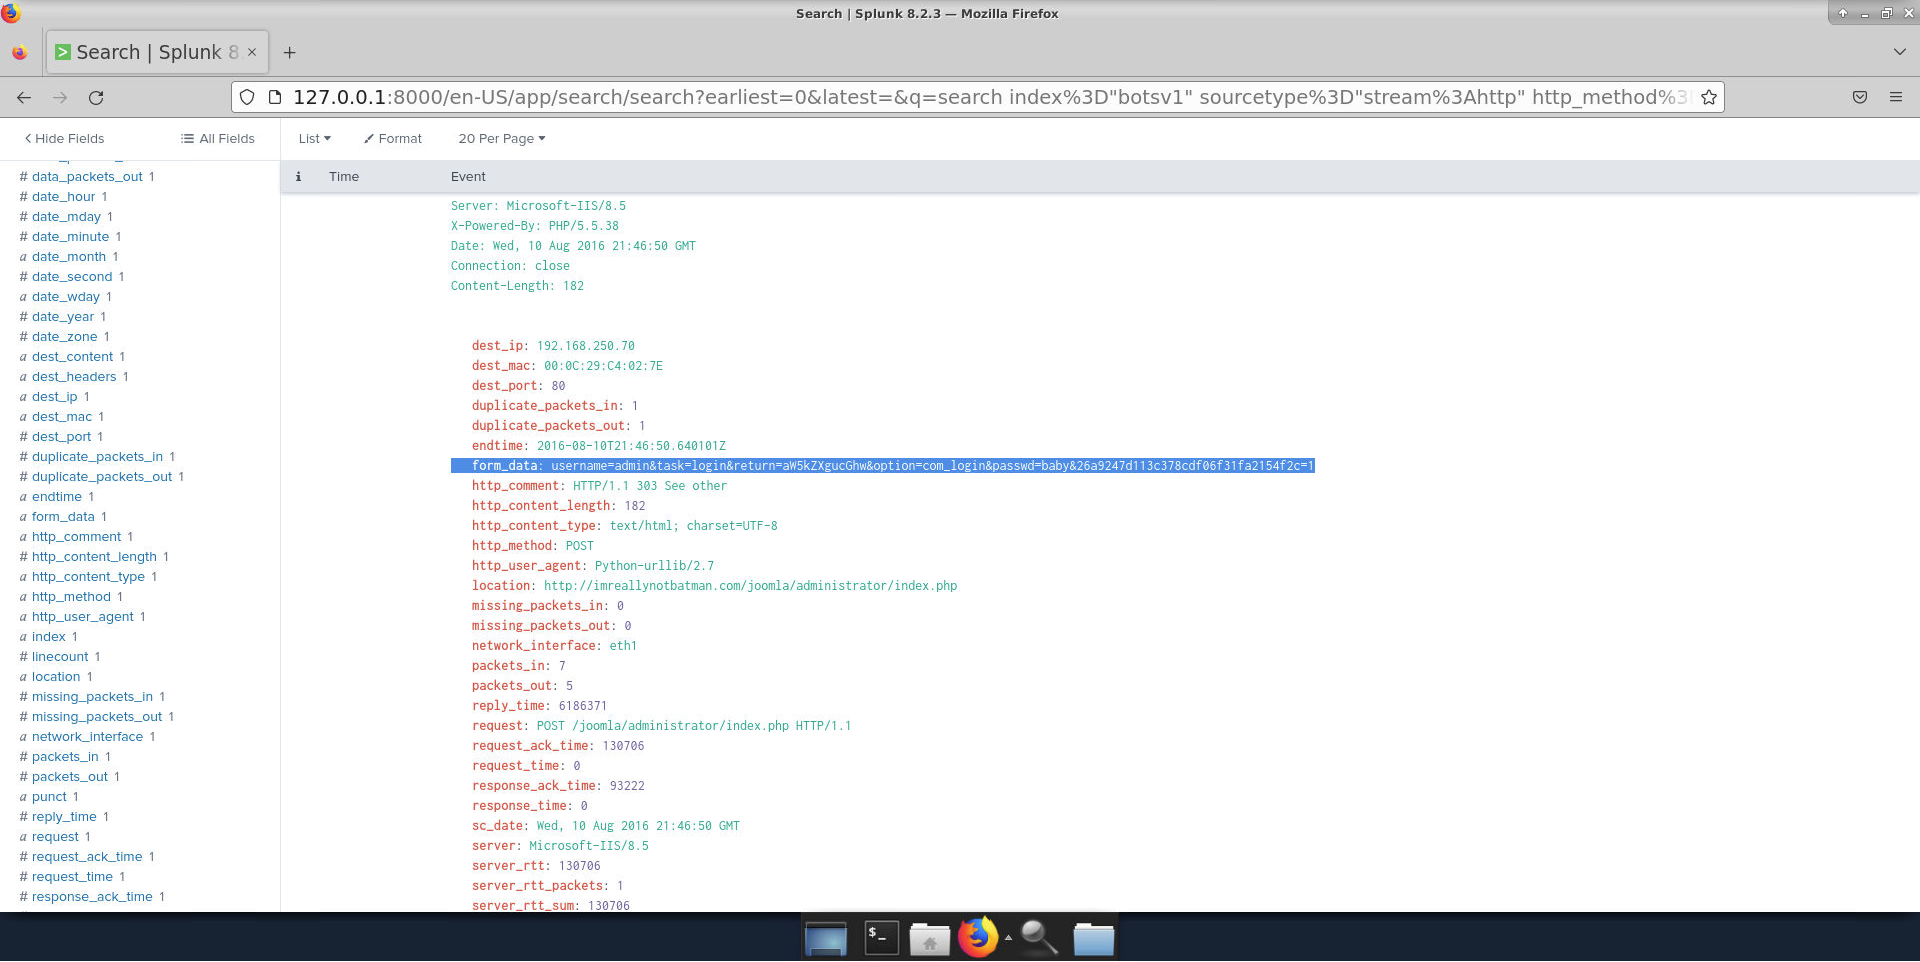 Search | Splunk 8.2.3 — Mozilla Firefox
Search | Splunk 8
127.0.0.1:8000/en-US/app/search/search?earliest=0&latest=&q=search index%3D"botsv1" sourcetype%3D"stream%3Ahttp" http_method%3
Hide Fields
All Fields
List
Format
20 Per Page
i Time Event
# data_packets_out 1
# date_hour 1
# date_mday 1
# date_minute 1
a date_month 1
# date_second 1
a date_wday 1
# date_year 1
# date_zone 1
a dest_content 1
a dest_headers 1
a dest_ip 1
a dest_mac 1
# dest_port 1
# duplicate_packets_in 1
# duplicate_packets_out 1
a endtime 1
a form_data 1
a http_comment 1
# http_content_length 1
a http_content_type 1
a http_method 1
a http_user_agent 1
a index 1
# linecount 1
a location 1
# missing_packets_in 1
# missing_packets_out 1
a network_interface 1
# packets_in 1
# packets_out 1
a punct 1
# reply_time 1
a request 1
# request_ack_time 1
# request_time 1
# response_ack_time 1
Server: Microsoft-IIS/8.5
X-Powered-By: PHP/5.5.38
Date: Wed, 10 Aug 2016 21:46:50 GMT
Connection: close
Content-Length: 182
dest_ip: 192.168.250.70
dest_mac: 00:0C:29:C4:02:7E
dest_port: 80
duplicate_packets_in: 1
duplicate_packets_out: 1
endtime: 2016-08-10T21:46:50.640101Z
form_data: username=admin&task=login&return=aW5kZXgucGhw&option=com_login&passwd=baby&26a9247d113c378cdf06f31fa2154f2c=1
http_comment: HTTP/1.1 303 See other
http_content_length: 182
http_content_type: text/html; charset=UTF-8
http_method: POST
http_user_agent: Python-urllib/2.7
location: http://imreallynotbatman.com/joomla/administrator/index.php
missing_packets_in: 0
missing_packets_out: 0
network_interface: eth1
packets_in: 7
packets_out: 5
reply_time: 6186371
request: POST /joomla/administrator/index.php HTTP/1.1
request_ack_time: 130706
request_time: 0
response_ack_time: 93222
response_time: 0
sc_date: Wed, 10 Aug 2016 21:46:50 GMT
server: Microsoft-IIS/8.5
server_rtt: 130706
server_rtt_packets: 1
server_rtt_sum: 130706
$_